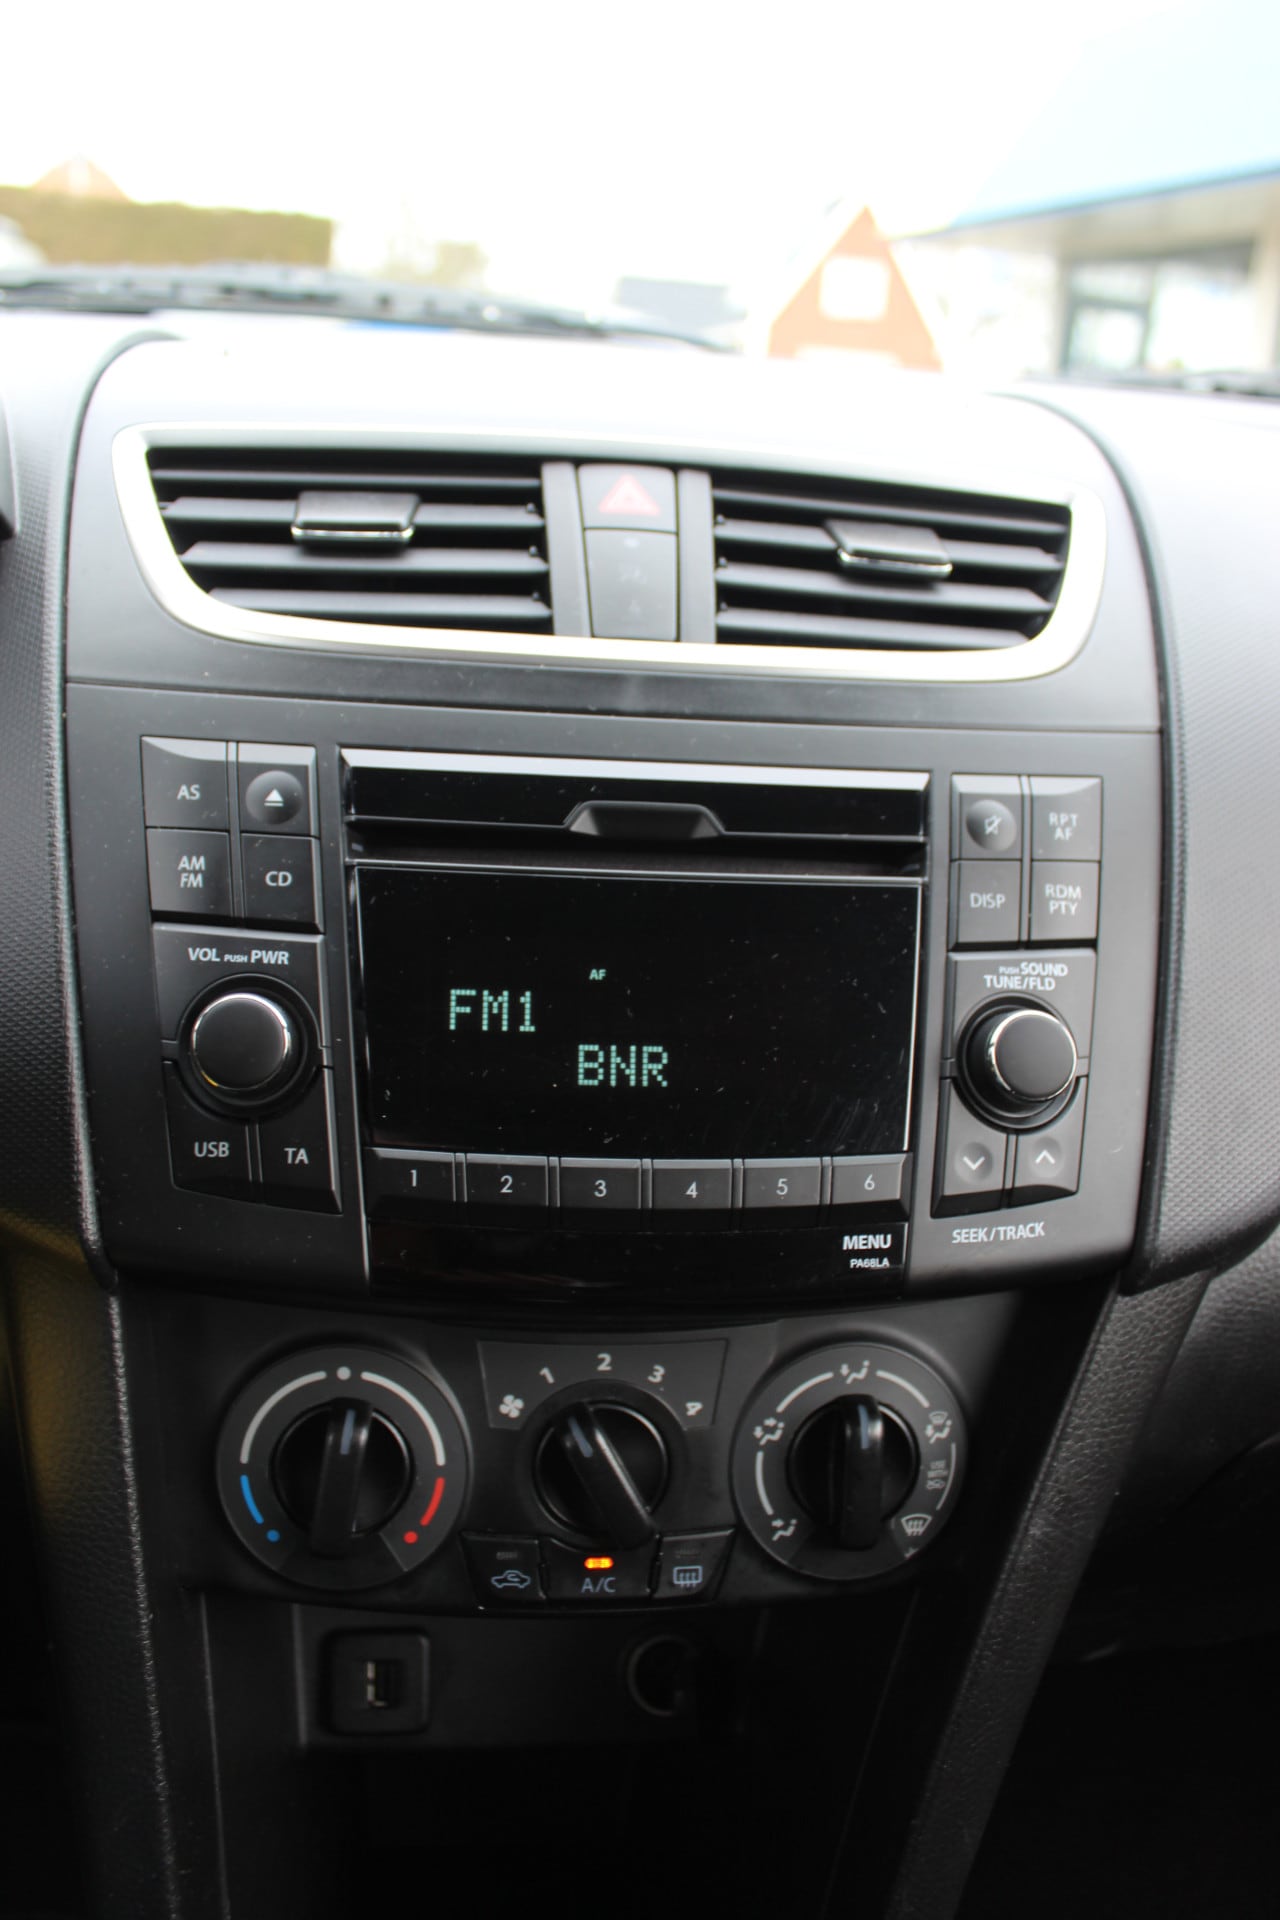 AS
AM
FM
CD
VOL PUSH PWR
USB
TA
AF
FM1
BNR
1 2 3 4 5 6
MENU
PA68LA
RPT
AF
DISP
RDM
PTY
PUSH SOUND
TUNE/FLD
SEEK/TRACK
1 2 3 4
A/C